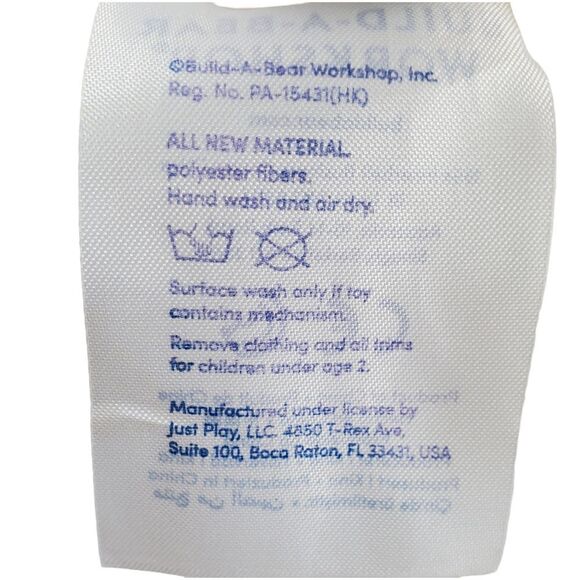 ©Build-A-Bear Workshop, Inc.
Reg. No. PA-15431(HK)
ALL NEW MATERIAL.
polyester fibers.
Hand wash and air dry.
Surface wash only if toy
contains mechanism.
Remove clothing and all trims
for children under age 2.
Manufactured under license by
Just Play, LLC. 4850 T-Rex Ave,
Suite 100, Boca Raton, FL 33431, USA